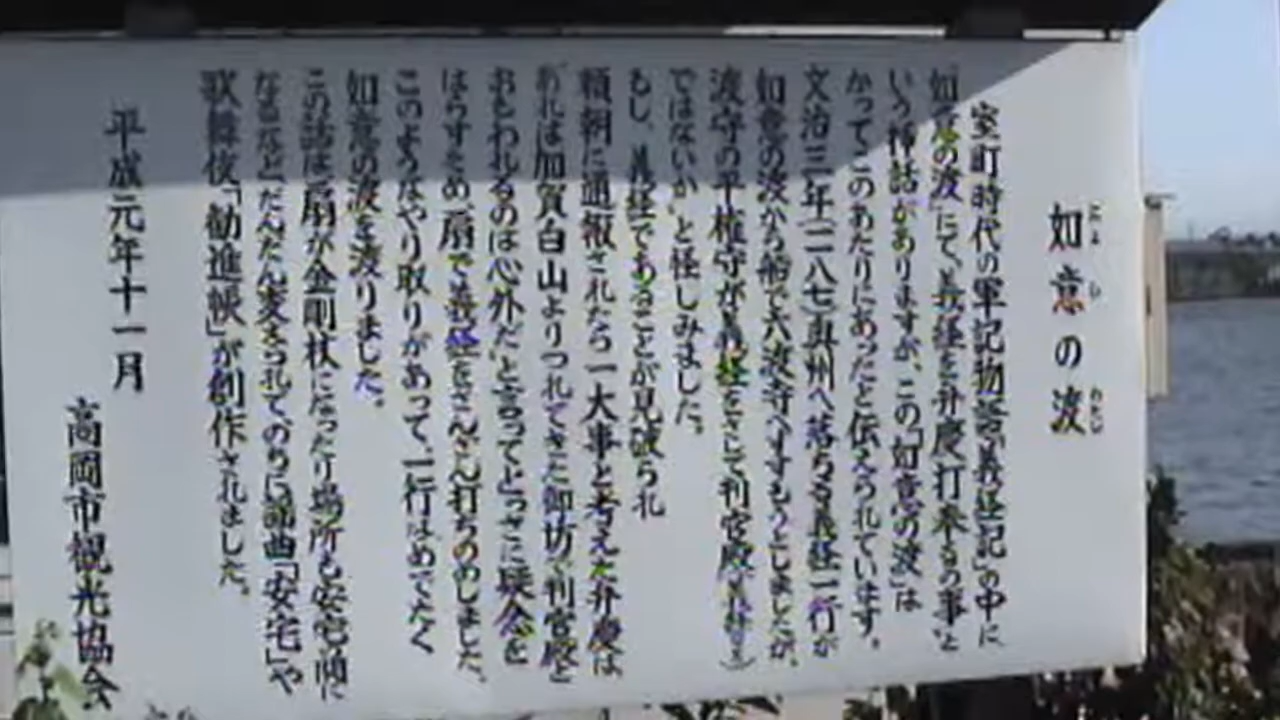 如意の渡
にょ い わたし
室町時代の軍記物語「義経記」の中に
「如意の渡」にて、義経を弁慶打奉るの事」と
いう神話がありますが、この「如意の渡」は
かってこのあたりにあったと伝えられています。
文治三年(一一八七)奥州へ落ちる義経一行が
如意の渡から船で六渡寺へすすもうとしましたが、
渡守の平権守が義経をさして判官殿(義経のこと)
ではないか、と怪しみました。
もし、義経であることが見破られ
頼朝に通報されたら一大事と考えた弁慶は
あれは加賀白山よりつれてきた御坊で判官殿と
おもわれるのは心外だ、と言ってとっさに疑念を
はらすため、扇で義経をさんざん打ちのめしました。
このようなやり取りがあって、一行はめでたく
如意の渡を渡りました。
この話は扇が金剛杖になったり場所も安宅の関に
なるなど、だんだん変えられてのちに謡曲「安宅」や
歌舞伎「勧進帳」が創作されました。
平成元年十一月
高岡市観光協会